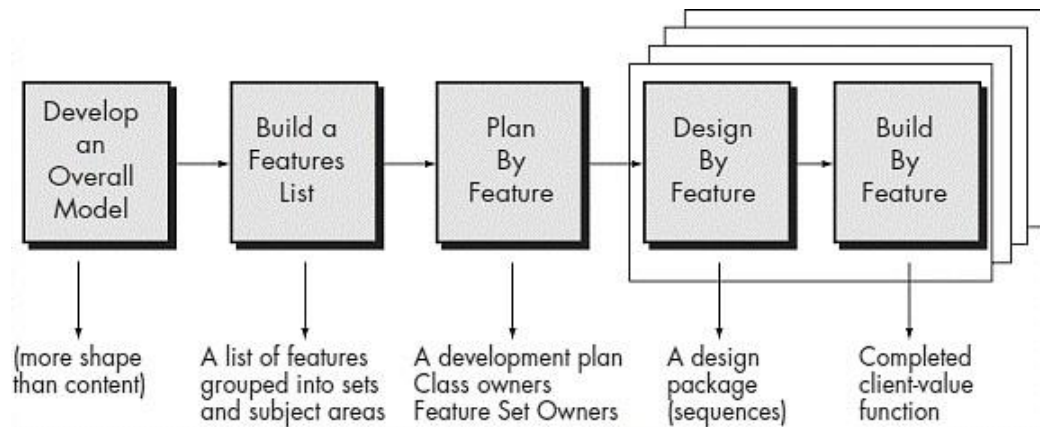 Develop
an
Overall
Model
Build a
Features
List
Plan
By
Feature
Design
By
Feature
Build
By
Feature
(more shape
than content)
A list of features
grouped into sets
and subject areas
A development plan
Class owners
Feature Set Owners
A design
package
(sequences)
Completed
client-value
function